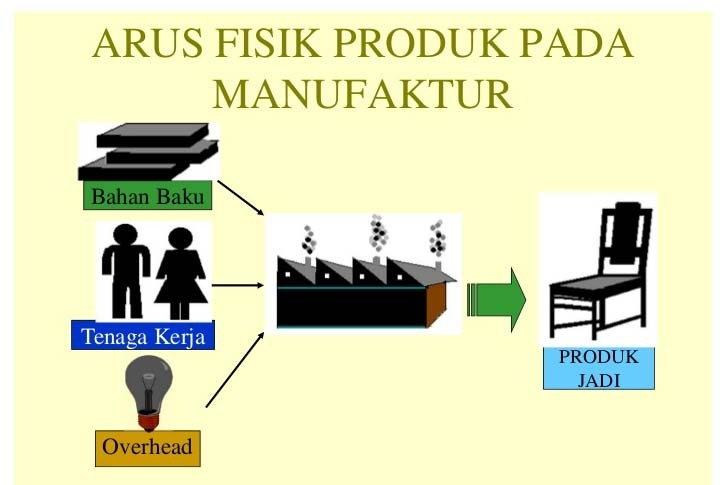 ARUS FISIK PRODUK PADA
MANUFAKTUR
Bahan Baku
Tenaga Kerja
Overhead
PRODUK
JADI